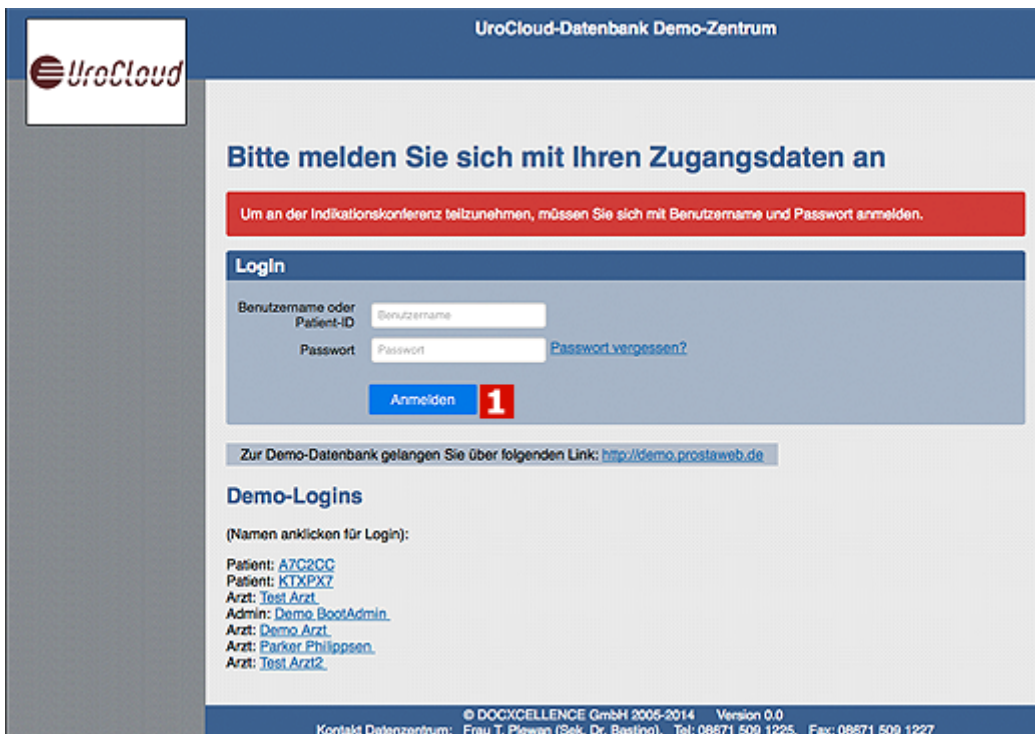 UroCloud-Datenbank Demo-Zentrum
UroCloud
Bitte melden Sie sich mit Ihren Zugangsdaten an
Um an der Indikationskonferenz teilzunehmen, müssen Sie sich mit Benutzername und Passwort anmelden.
Login
Benutzername oder
Patient-ID
Benutzername
Passwort Passwort Passwort vergessen?
Anmelden 1
Zur Demo-Datenbank gelangen Sie über folgenden Link: http://demo.prostaweb.de
Demo-Logins
(Namen anklicken für Login):
Patient: A7C2CC
Patient: KTXPX7
Arzt: Test Arzt
Admin: Demo BootAdmin
Arzt: Demo Arzt
Arzt: Parker Philippsen
Arzt: Test Arzt2
© DOCXCELLENCE GmbH 2005-2014 Version 0.0
Kontakt Datenzentrum: Frau T. Plewan (Sek. Dr. Basting), Tel: 08671 509 1225, Fax: 08671 509 1227